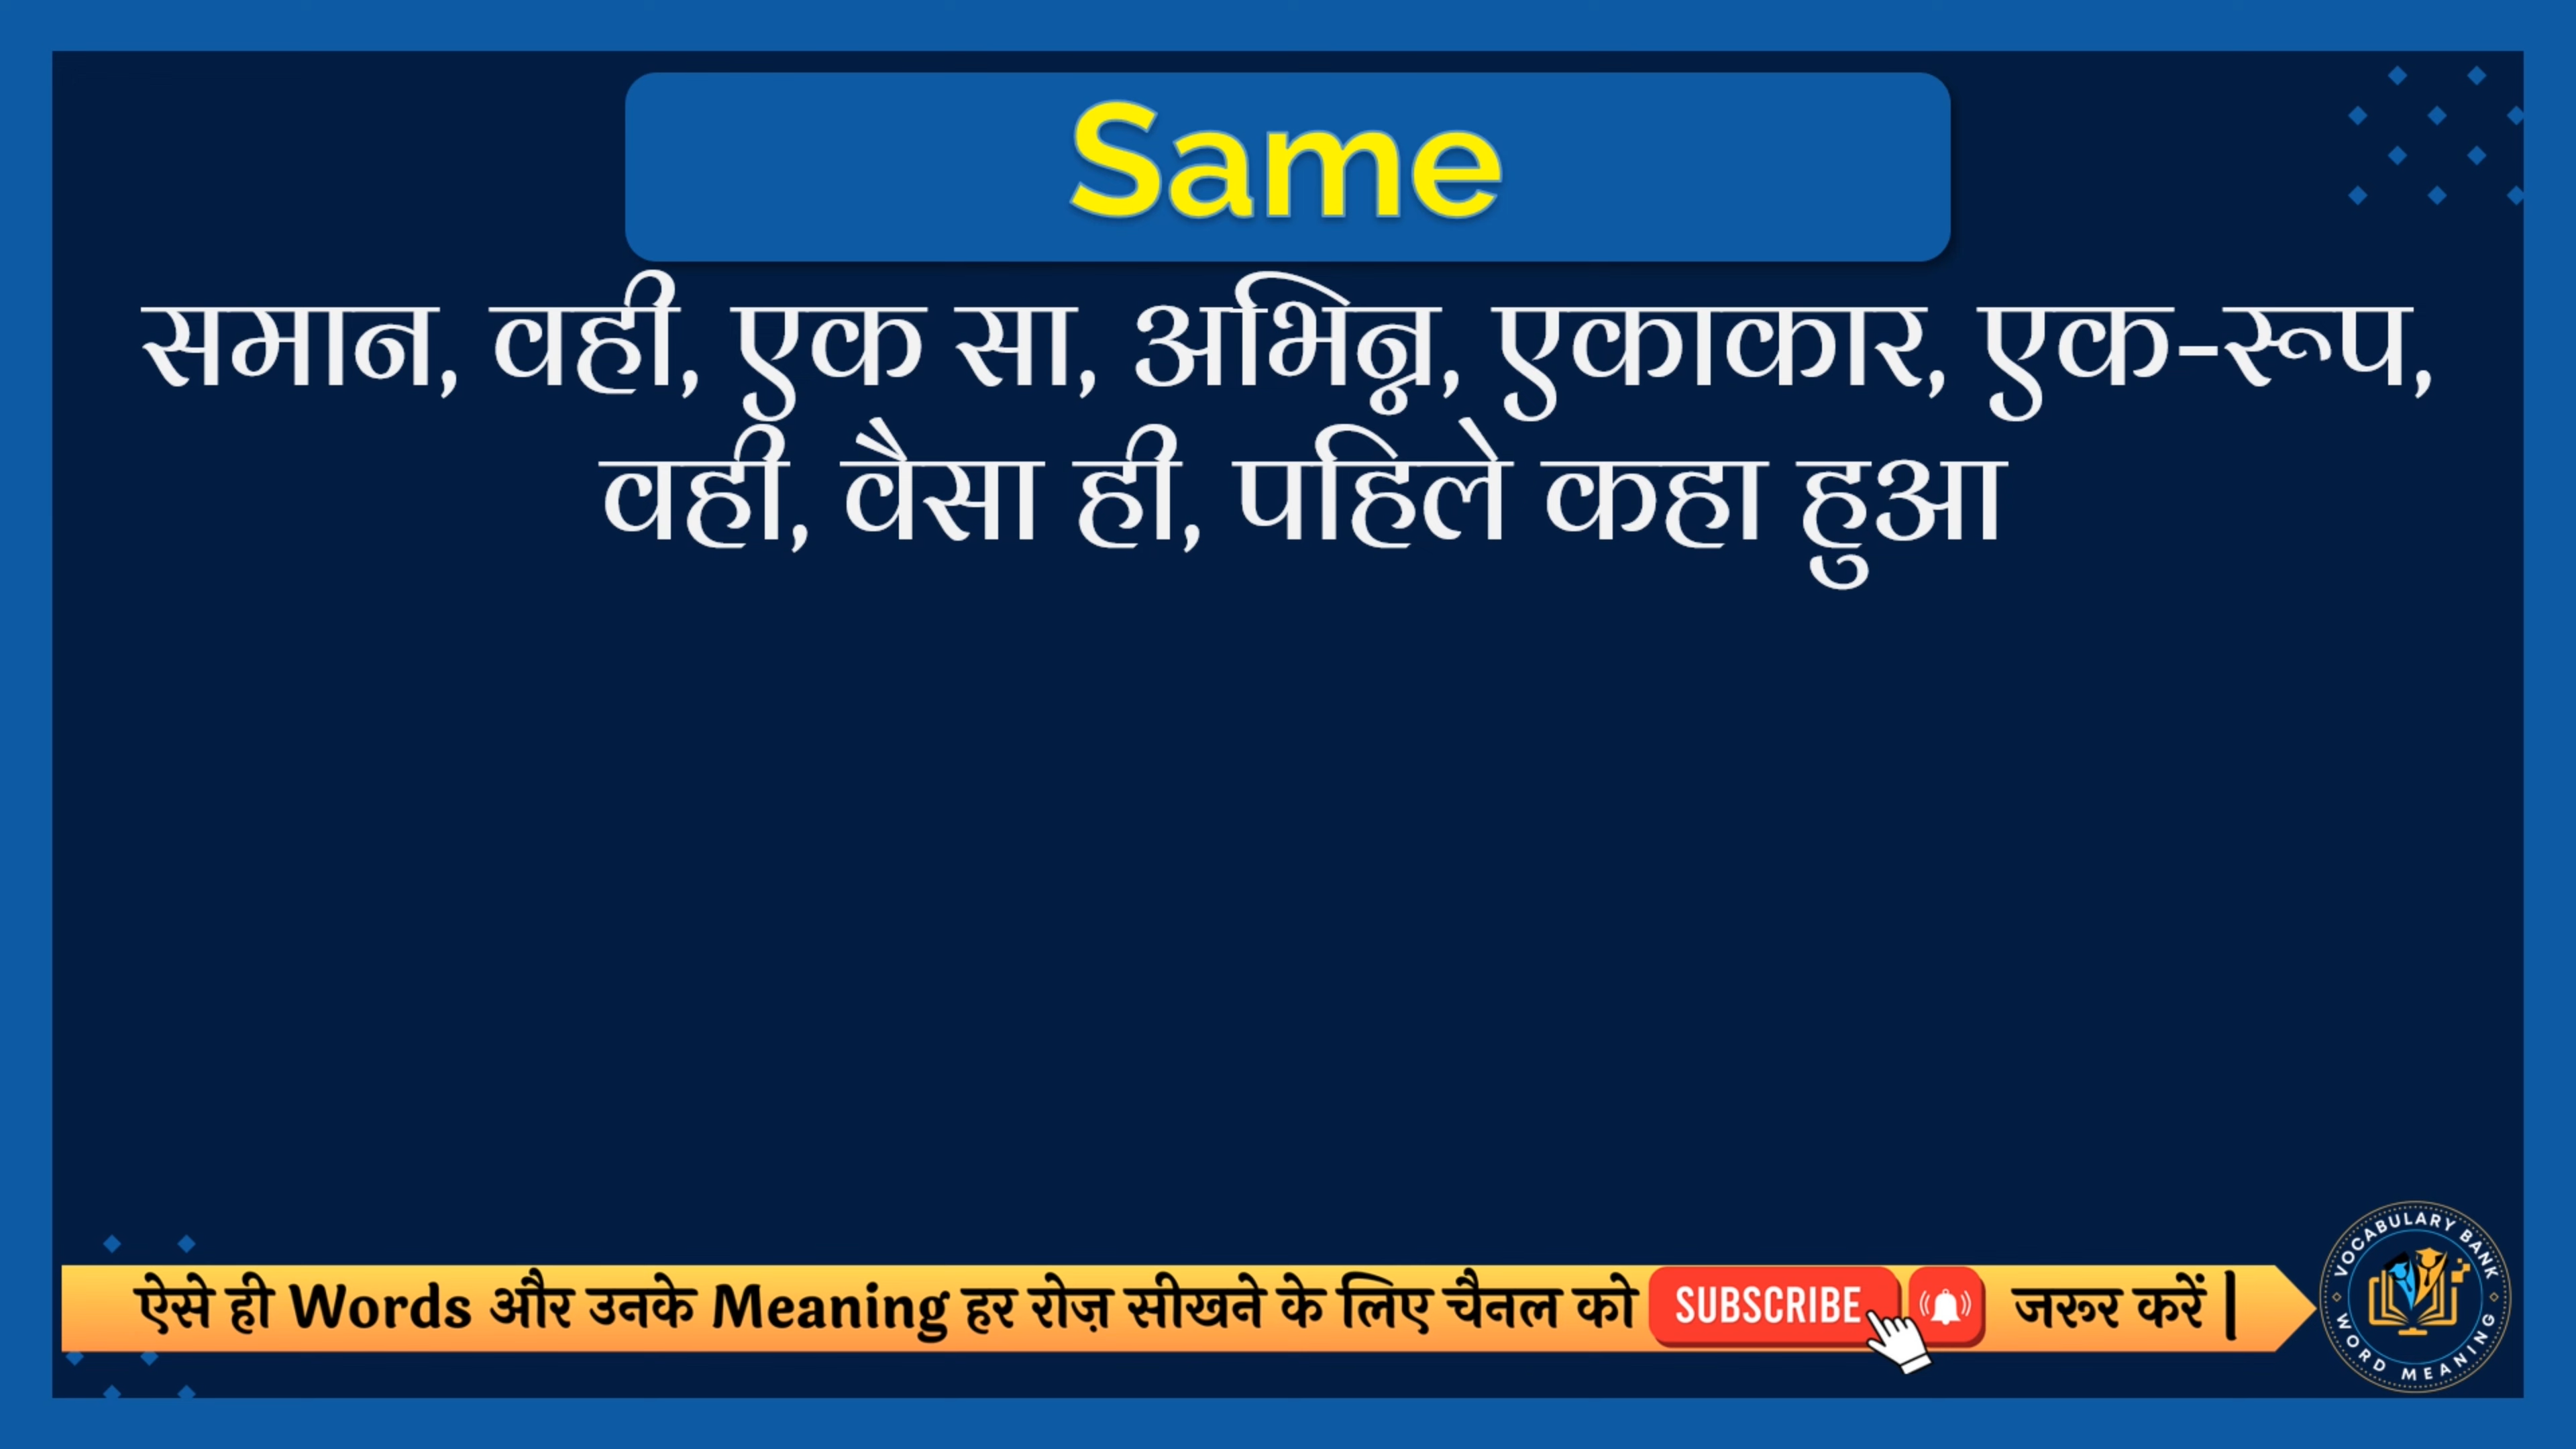 Same
समान, वही, एक सा, अभिन्न, एकाकार, एक-रूप,
वही, वैसा ही, पहिले कहा हुआ
ऐसे ही Words और उनके Meaning हर रोज़ सीखने के लिए चैनल को SUBSCRIBE जरूर करें |
VOCABULARY BANK
WORD MEANING